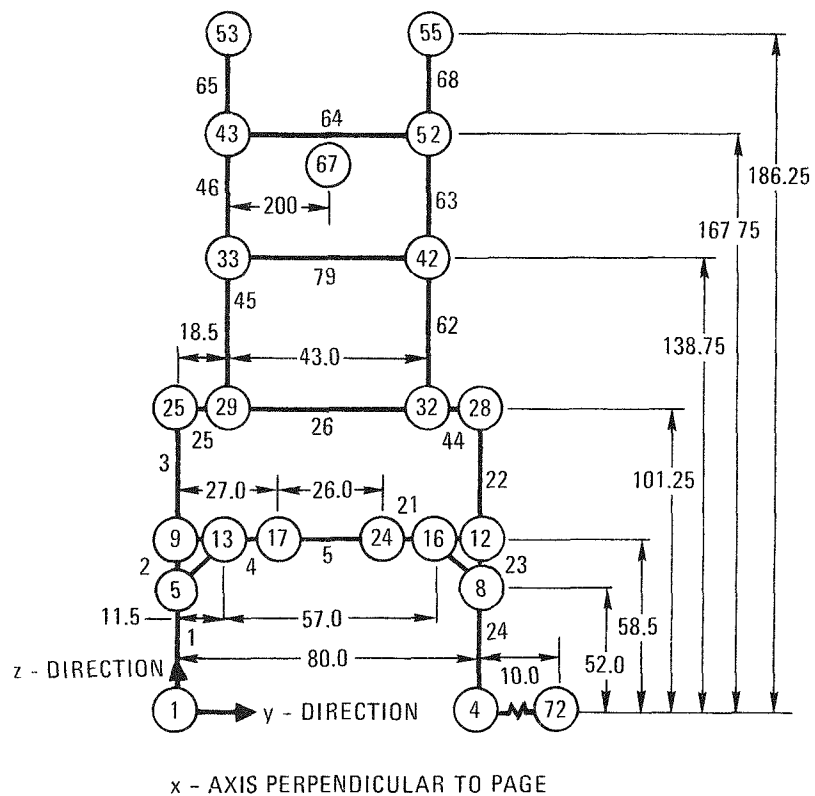 53 55
65 68
64
43 52
67
186.25
46 200 63
167 75
33 42
79
45
62
18.5
43.0
138.75
25 29 32 28
25 26 44
3
101.25
27.0 26.0 22
21
9 13 17 24 16 12
2 4 5 23
5 8
58.5
11.5 57.0
1 24
52.0
80.0
10.0
z - DIRECTION
1 y - DIRECTION 4 72
x - AXIS PERPENDICULAR TO PAGE